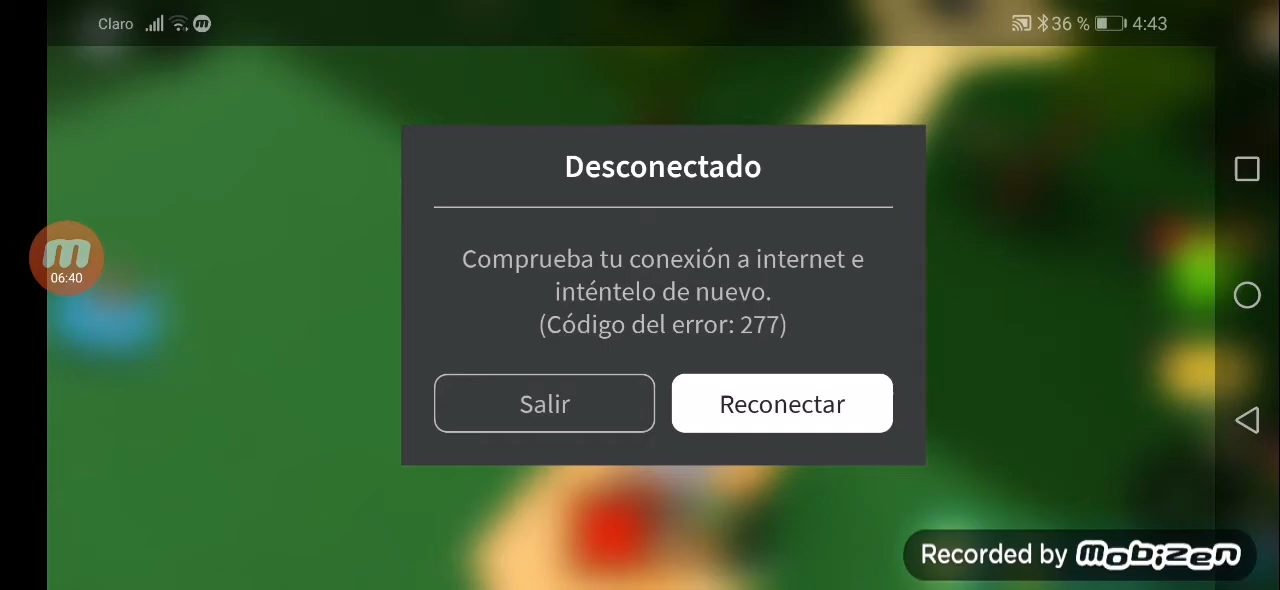 Claro
36 % 4:43
Desconectado
Comprueba tu conexión a internet e
inténtelo de nuevo.
(Código del error: 277)
m
06:40
Salir
Reconectar
Recorded by mobizen